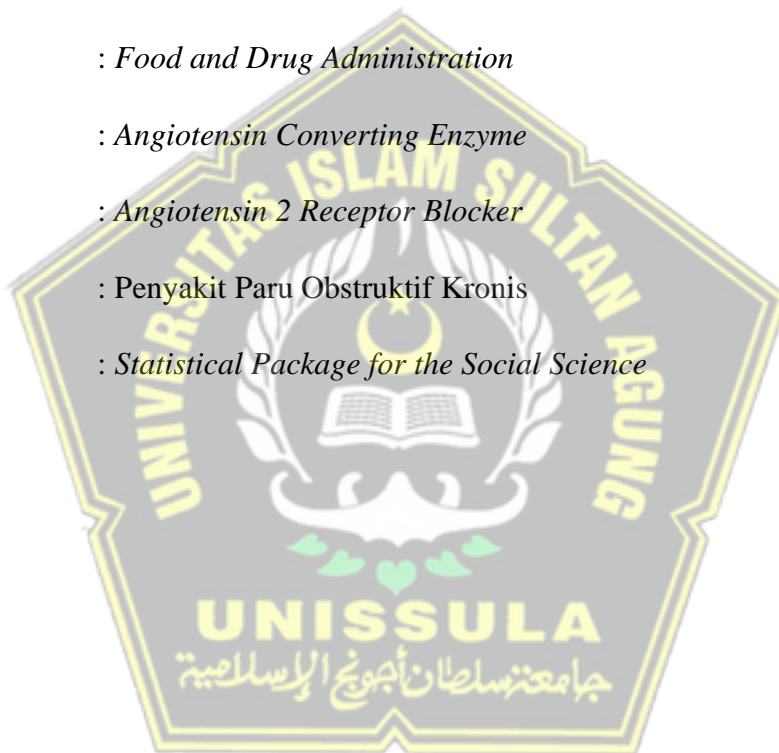 : Food and Drug Administration
: Angiotensin Converting Enzyme
: Angiotensin 2 Receptor Blocker
: Penyakit Paru Obstruktif Kronis
: Statistical Package for the Social Science
UNIVERSITAS ISLAM SULTAN AGUNG
UNISSULA
جامعة سلطان أجونج الإسلامية